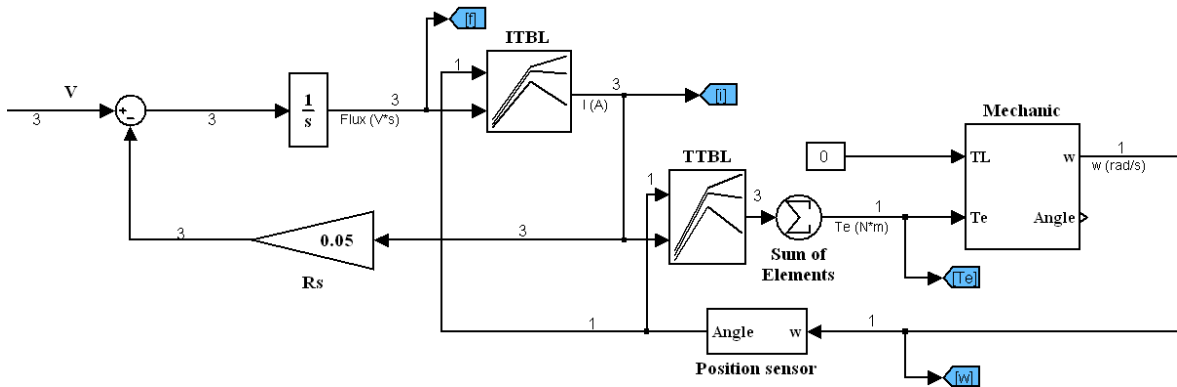 [f]
ITBL
1
3
V
+
−
1
s
3
3
3
Flux (V*s)
I (A)
[i]
Mechanic
TTBL
0
TL
w
1
w (rad/s)
1
3
1
Te
Angle
3
0.05
3
Te (N*m)
Sum of
Elements
Rs
[Te]
1
Angle
w
1
Position sensor
[w]